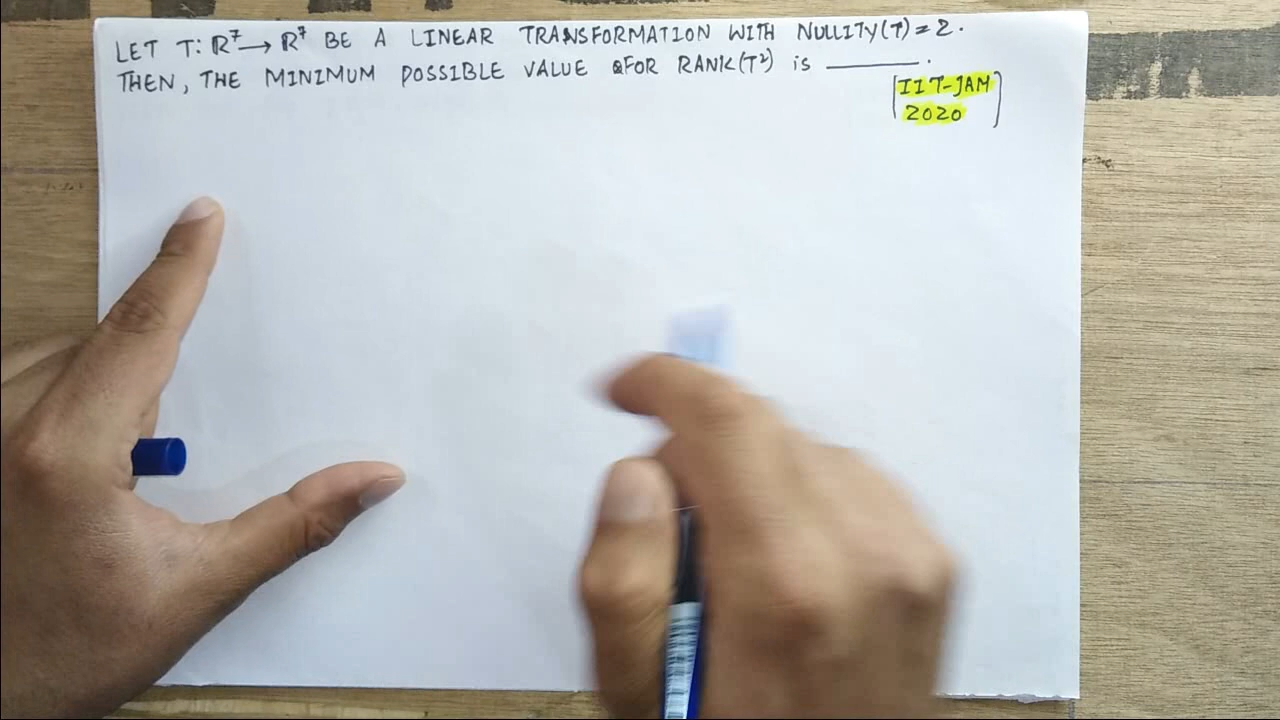 LET T: ℝ⁷ → ℝ⁷ BE A LINEAR TRANSFORMATION WITH NULLITY(T) = 2.
THEN, THE MINIMUM POSSIBLE VALUE FOR RANK(T²) is ______.
[IIT-JAM
2020]